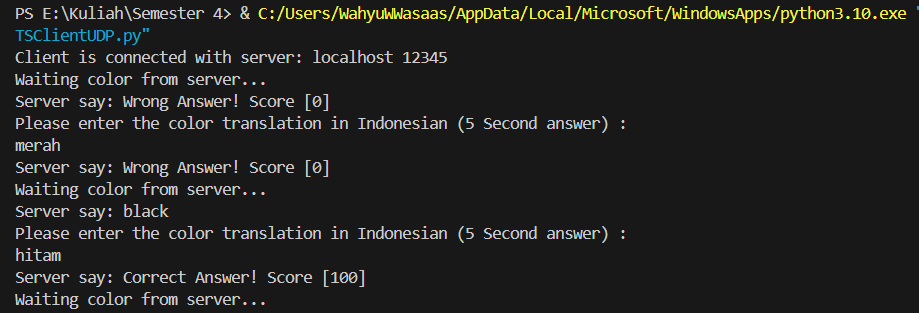 PS E:\Kuliah\Semester 4> & C:/Users/WahyuWWasaas/AppData/Local/Microsoft/WindowsApps/python3.10.exe "
TSClientUDP.py"
Client is connected with server: localhost 12345
Waiting color from server...
Server say: Wrong Answer! Score [0]
Please enter the color translation in Indonesian (5 Second answer) :
merah
Server say: Wrong Answer! Score [0]
Waiting color from server...
Server say: black
Please enter the color translation in Indonesian (5 Second answer) :
hitam
Server say: Correct Answer! Score [100]
Waiting color from server...